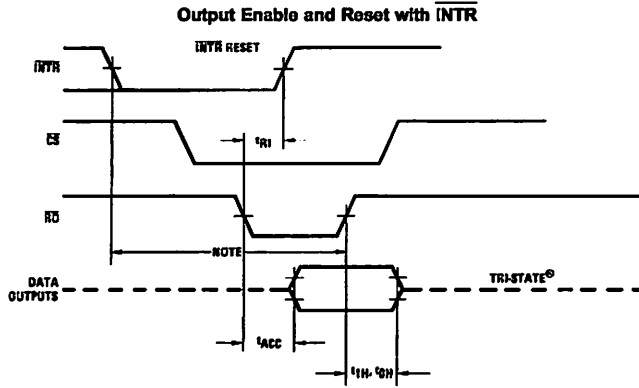 Output Enable and Reset with INTR
INTR RESET
INTR
CS
tRI
RD
NOTE
DATA
OUTPUTS
TRI-STATE®
tACC
t1H, t0H